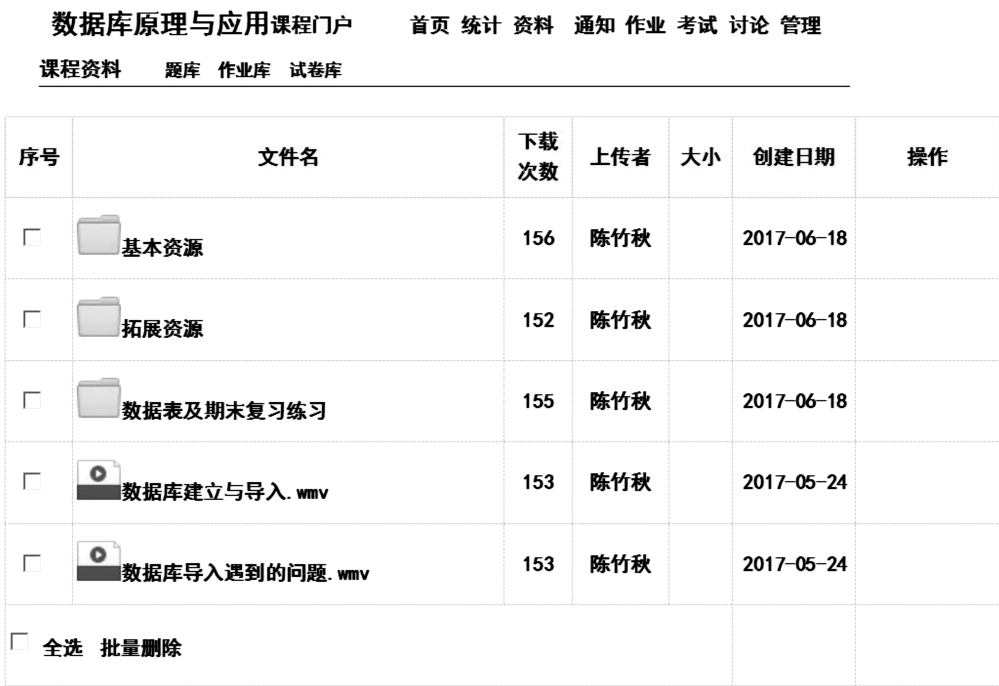 数据库原理与应用课程门户 首页 统计 资料 通知 作业 考试 讨论 管理
课程资料 题库 作业库 试卷库
序号 文件名 下载次数 上传者 大小 创建日期 操作
基本资源 156 陈竹秋 2017-06-18
拓展资源 152 陈竹秋 2017-06-18
数据表及期末复习练习 155 陈竹秋 2017-06-18
数据库建立与导入.wmv 153 陈竹秋 2017-05-24
数据库导入遇到的问题.wmv 153 陈竹秋 2017-05-24
全选 批量删除